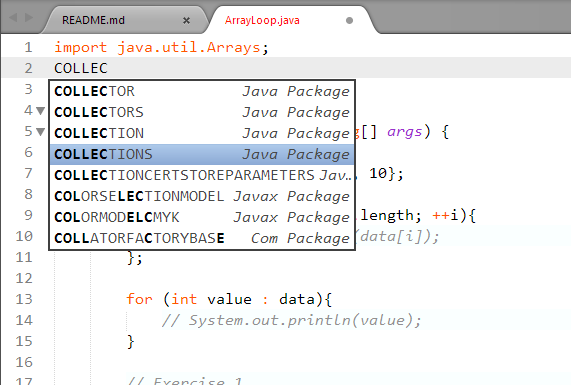 README.md × ArrayLoop.java
1 import java.util.Arrays;
2 COLLEC
3 COLLECTOR Java Package
4 COLLECTORS Java Package
5 COLLECTION Java Package [] args) {
6 COLLECTIONS Java Package
7 COLLECTIONCERTSTOREPARAMETERS Jav.. 10};
8 COLORSELECTIONMODEL Javax Package
9 COLORMODELCMYK Javax Package .length; ++i){
10 COLLATORFACTORYBASE Com Package (data[i]);
11 };
12
13 for (int value : data){
14 // System.out.println(value);
15 }
16
17 // Exercise 1